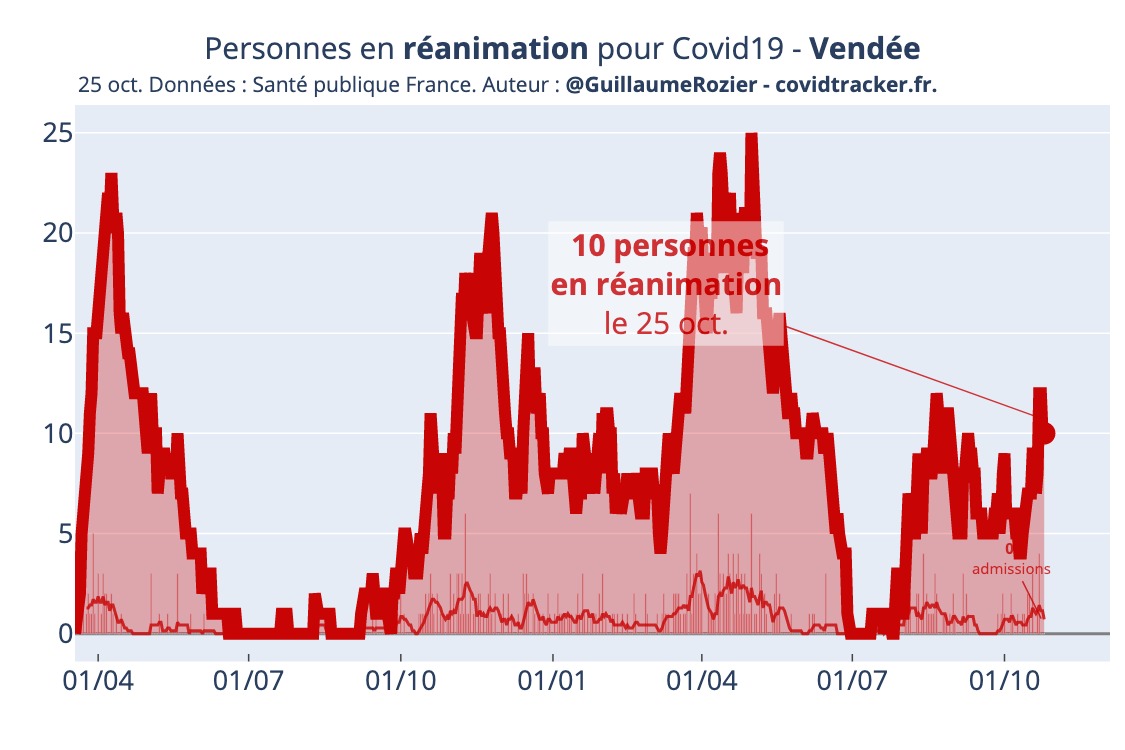 Personnes en réanimation pour Covid19 - Vendée
25 oct. Données : Santé publique France. Auteur : @GuillaumeRozier - covidtracker.fr.
25
20
15
10
5
0
10 personnes
en réanimation
le 25 oct.
0
admissions
01/04
01/07
01/10
01/01
01/04
01/07
01/10